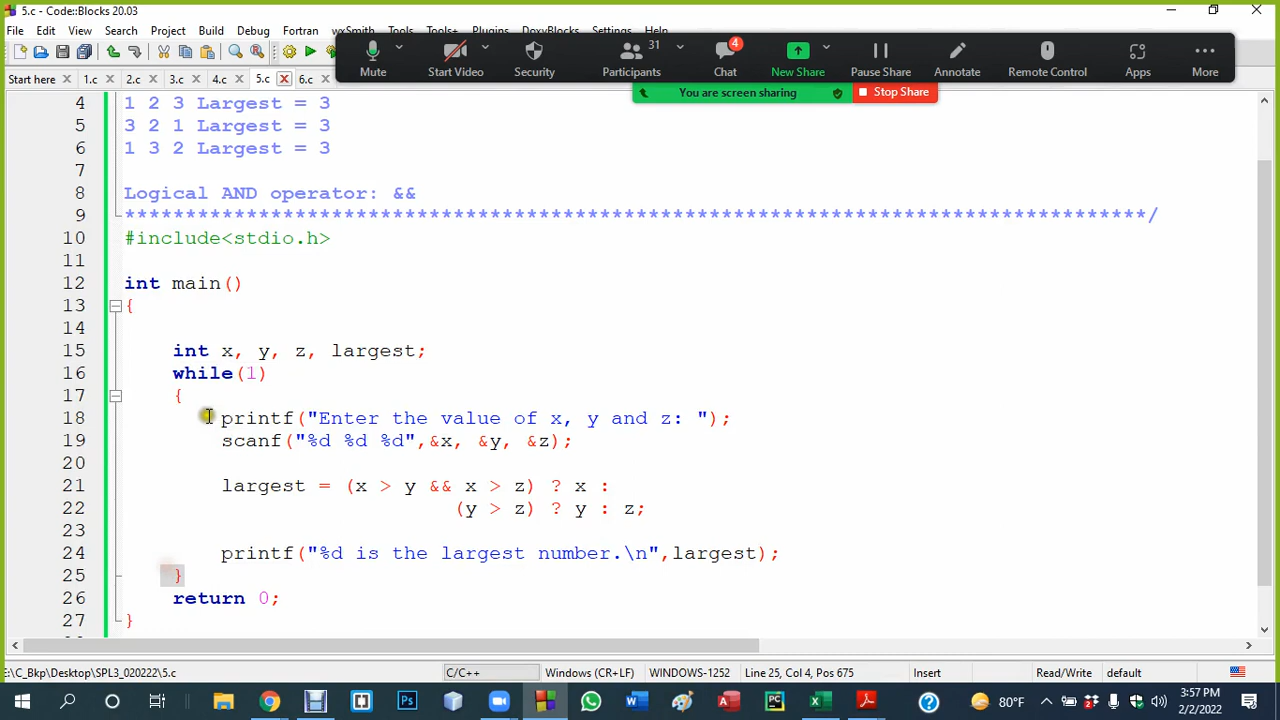 5.c - Code::Blocks 20.03
File Edit View Search Project Build Debug Fortran wxSmith Tools Tools+ Plugins DoxyBlocks Settings Help
31
4
Mute Start Video Security Participants Chat New Share Pause Share Annotate Remote Control Apps More
Start here 1.c 2.c 3.c 4.c 5.c 6.c
You are screen sharing Stop Share
4 1 2 3 Largest = 3
5 3 2 1 Largest = 3
6 1 3 2 Largest = 3
7
8 Logical AND operator: &&
9 ************************************************************************************/
10 #include<stdio.h>
11
12 int main()
13 {
14
15 int x, y, z, largest;
16 while(1)
17 {
18 printf("Enter the value of x, y and z: ");
19 scanf("%d %d %d",&x, &y, &z);
20
21 largest = (x > y && x > z) ? x :
22 (y > z) ? y : z;
23
24 printf("%d is the largest number.\n",largest);
25 }
26 return 0;
27 }
E:\C_Bkp\Desktop\SPL3_020222\5.c C/C++ Windows (CR+LF) WINDOWS-1252 Line 25, Col 4, Pos 675 Insert Read/Write default
80°F 3:57 PM
2/2/2022